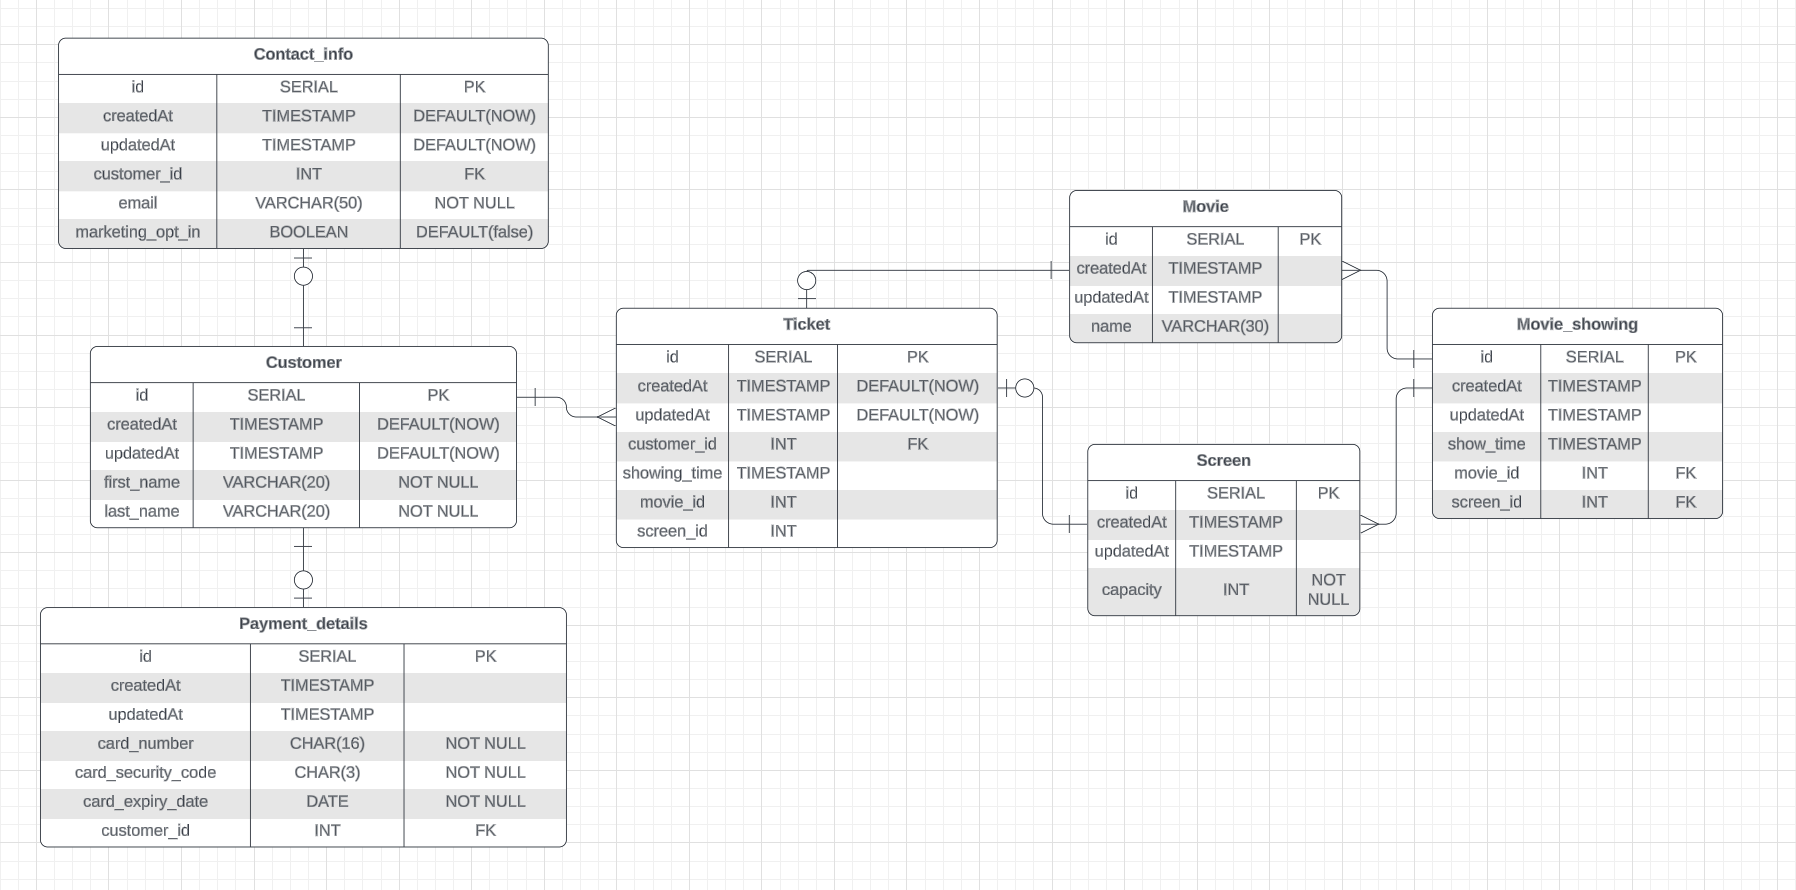 Contact_info
id SERIAL PK
createdAt TIMESTAMP DEFAULT(NOW)
updatedAt TIMESTAMP DEFAULT(NOW)
customer_id INT FK
email VARCHAR(50) NOT NULL
marketing_opt_in BOOLEAN DEFAULT(false)
Customer
id SERIAL PK
createdAt TIMESTAMP DEFAULT(NOW)
updatedAt TIMESTAMP DEFAULT(NOW)
first_name VARCHAR(20) NOT NULL
last_name VARCHAR(20) NOT NULL
Payment_details
id SERIAL PK
createdAt TIMESTAMP
updatedAt TIMESTAMP
card_number CHAR(16) NOT NULL
card_security_code CHAR(3) NOT NULL
card_expiry_date DATE NOT NULL
customer_id INT FK
Ticket
id SERIAL PK
createdAt TIMESTAMP DEFAULT(NOW)
updatedAt TIMESTAMP DEFAULT(NOW)
customer_id INT FK
showing_time TIMESTAMP
movie_id INT
screen_id INT
Movie
id SERIAL PK
createdAt TIMESTAMP
updatedAt TIMESTAMP
name VARCHAR(30)
Screen
id SERIAL PK
createdAt TIMESTAMP
updatedAt TIMESTAMP
capacity INT NOT
NULL
Movie_showing
id SERIAL PK
createdAt TIMESTAMP
updatedAt TIMESTAMP
show_time TIMESTAMP
movie_id INT FK
screen_id INT FK